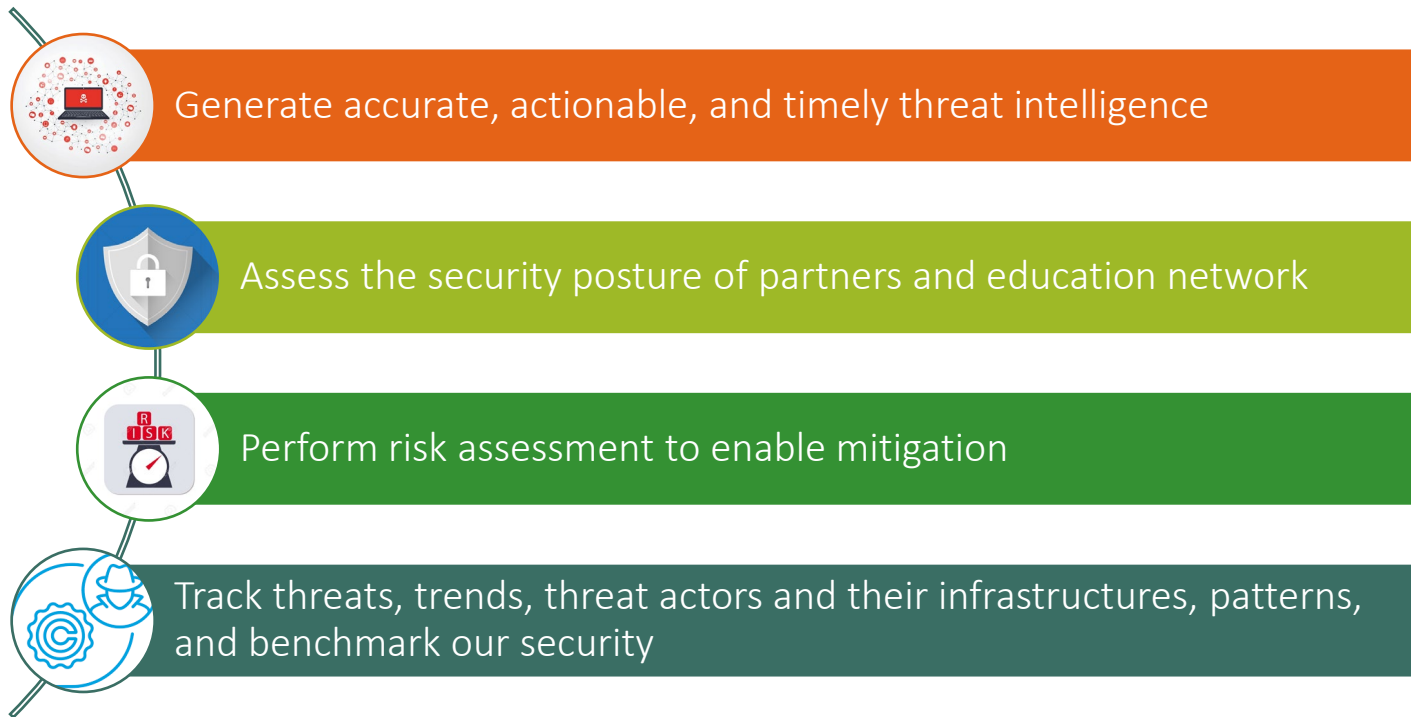 Generate accurate, actionable, and timely threat intelligence
Assess the security posture of partners and education network
R
ISK
Perform risk assessment to enable mitigation
Track threats, trends, threat actors and their infrastructures, patterns,
and benchmark our security